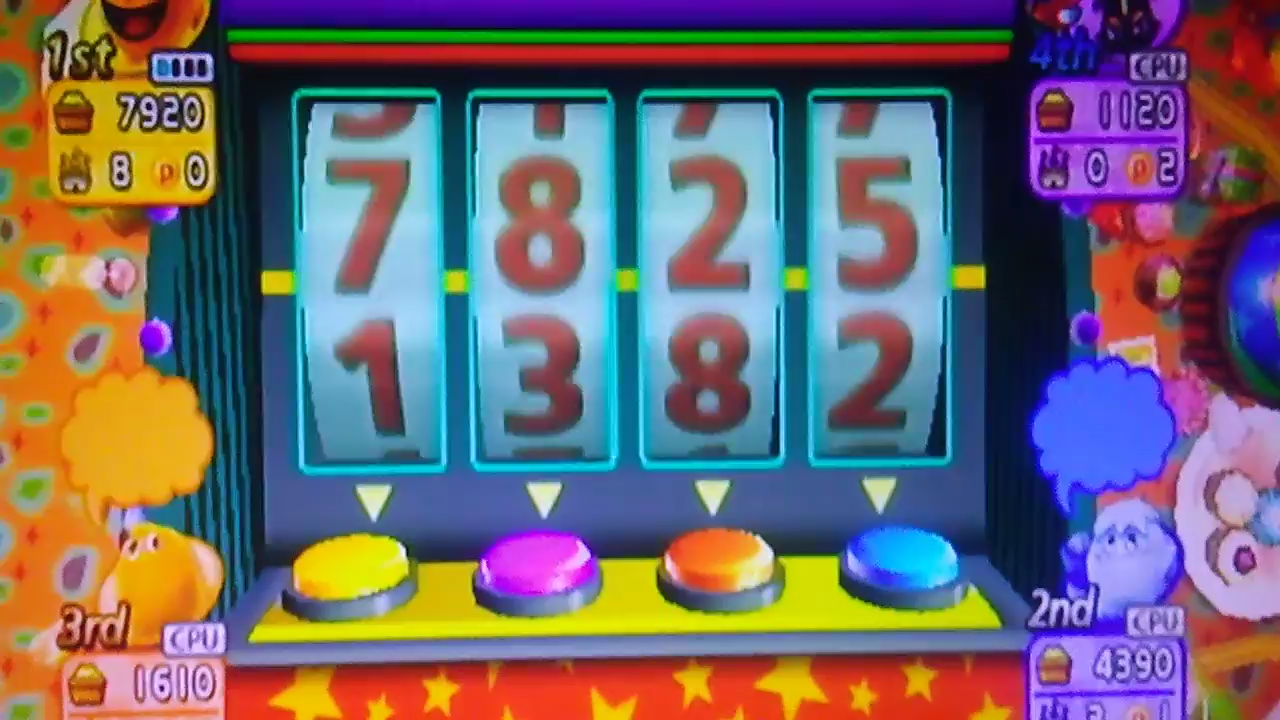 1st
7920
8 P 0
4th
CPU
1120
0 P 2
7 8 2 5
1 3 8 2
3rd
CPU
1610
2nd
CPU
4390